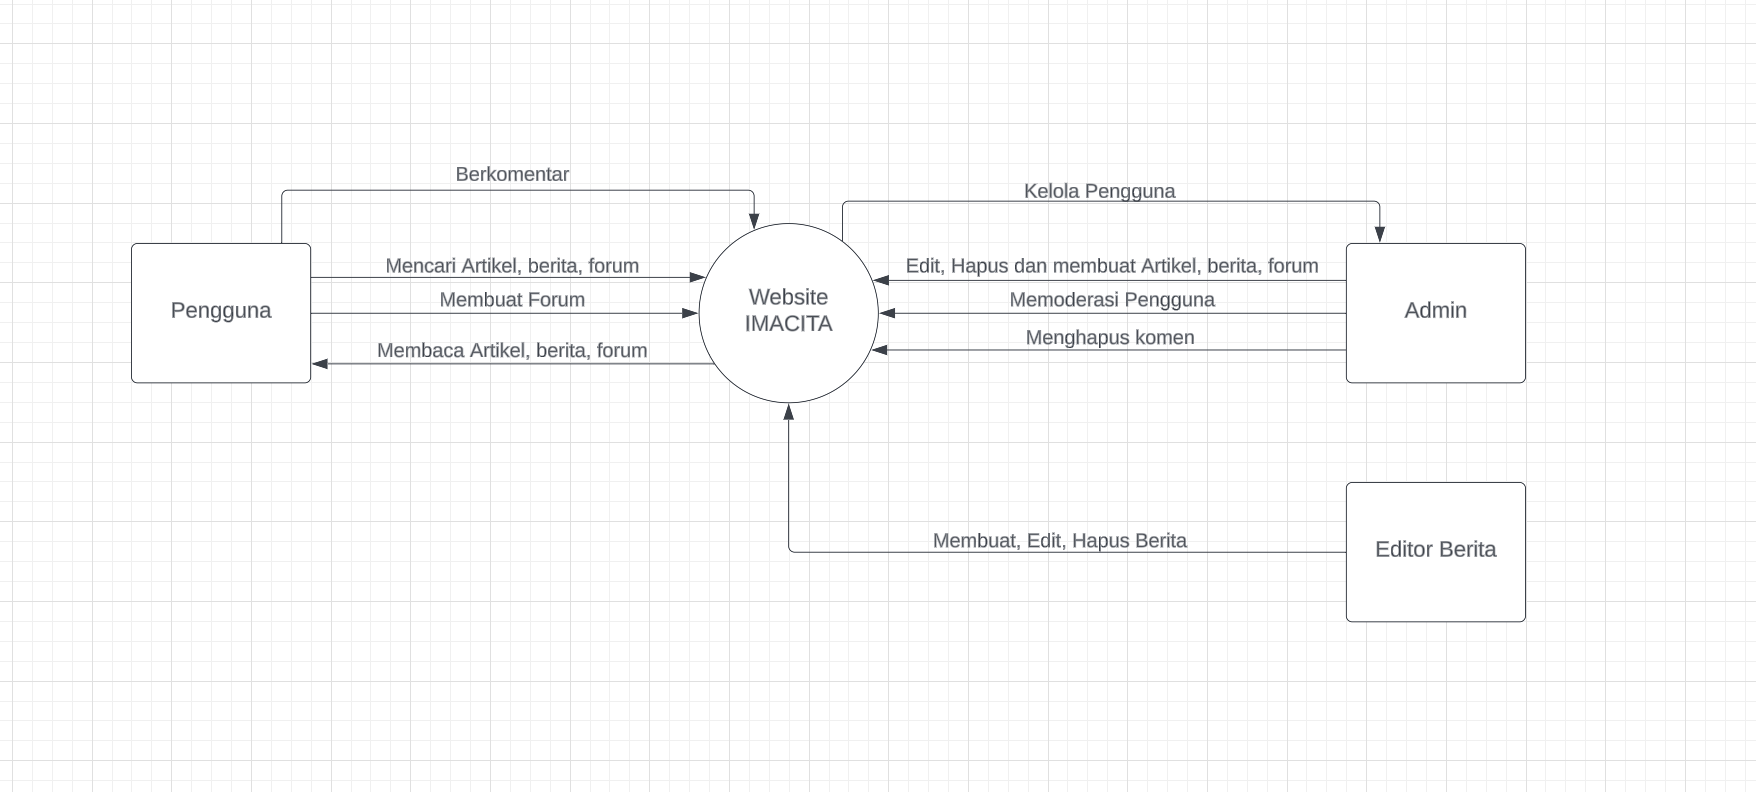 Berkomentar
Kelola Pengguna
Mencari Artikel, berita, forum
Edit, Hapus dan membuat Artikel, berita, forum
Pengguna
Membuat Forum
Website
IMACITA
Memoderasi Pengguna
Admin
Membaca Artikel, berita, forum
Menghapus komen
Membuat, Edit, Hapus Berita
Editor Berita